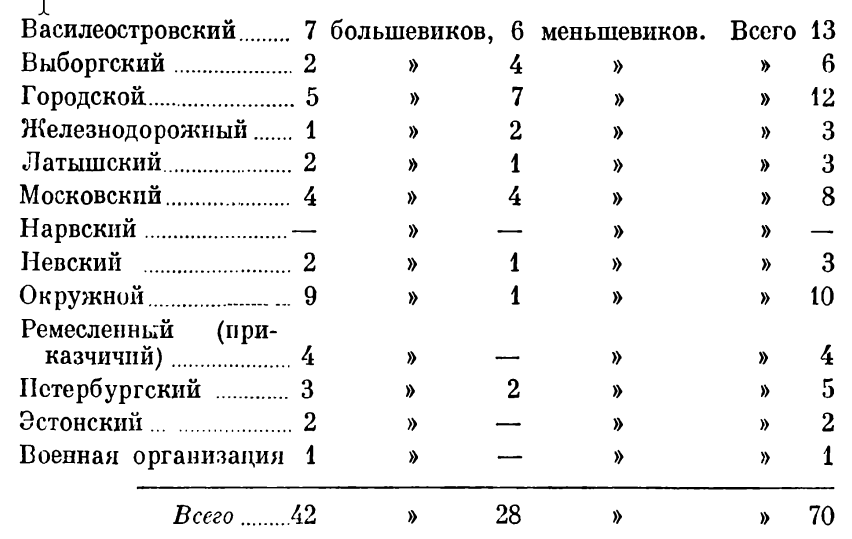 Василеостровский........ 7 большевиков, 6 меньшевиков. Всего 13
Выборгский ................ 2 » 4 » » 6
Городской................... 5 » 7 » » 12
Железнодорожный ...... 1 » 2 » » 3
Латышский................. 2 » 1 » » 3
Московский................. 4 » 4 » » 8
Нарвский .................... — » — » » —
Невский .................... 2 » 1 » » 3
Окружной.................... 9 » 1 » » 10
Ремесленный (при-
казчичий) ................ 4 » — » » 4
Петербургский .......... 3 » 2 » » 5
Эстонский ... .............. 2 » — » » 2
Военная организация 1 » — » » 1
Всего ........42 » 28 » » 70